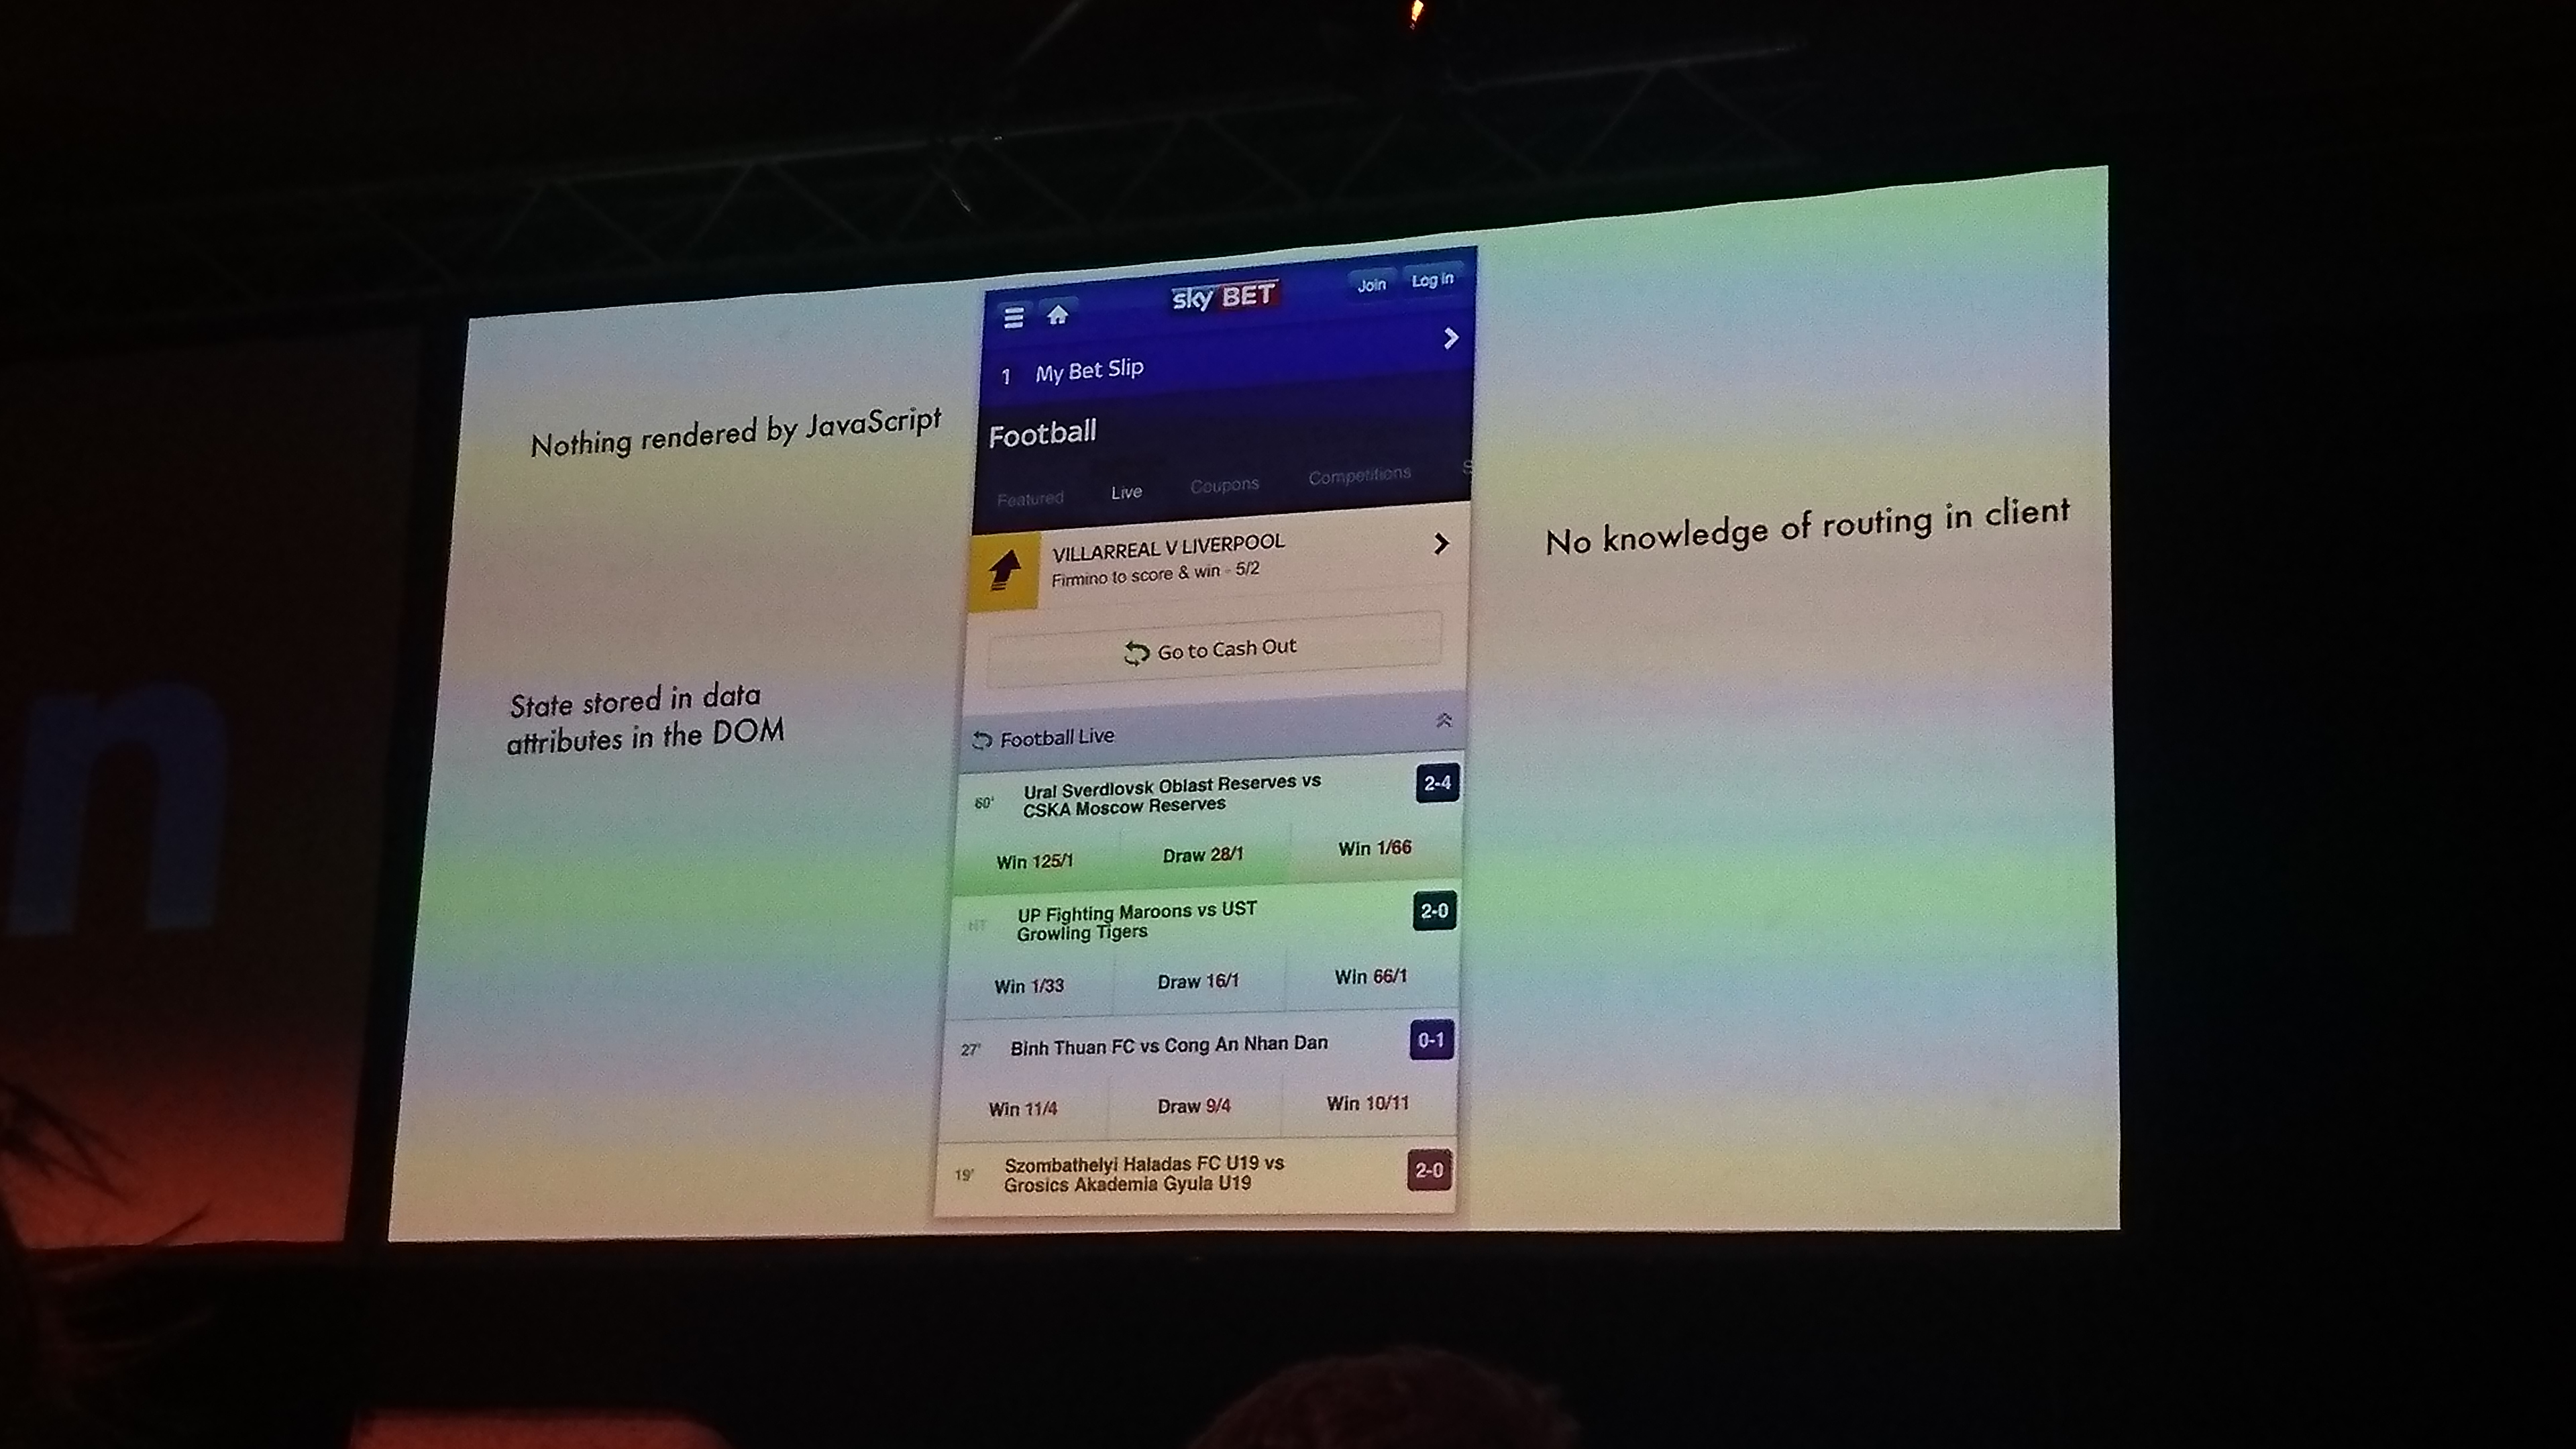 n
Nothing rendered by JavaScript
State stored in data
attributes in the DOM
No knowledge of routing in client
sky BET
Join
Log in
1 My Bet Slip
Football
Featured Live Coupons Competitions S
VILLARREAL V LIVERPOOL
Firmino to score & win - 5/2
Go to Cash Out
Football Live
60' Ural Sverdlovsk Oblast Reserves vs 2-4
CSKA Moscow Reserves
Win 125/1 Draw 28/1 Win 1/66
HT UP Fighting Maroons vs UST 2-0
Growling Tigers
Win 1/33 Draw 16/1 Win 66/1
27' Binh Thuan FC vs Cong An Nhan Dan 0-1
Win 11/4 Draw 9/4 Win 10/11
19' Szombathelyi Haladas FC U19 vs 2-0
Grosics Akademia Gyula U19